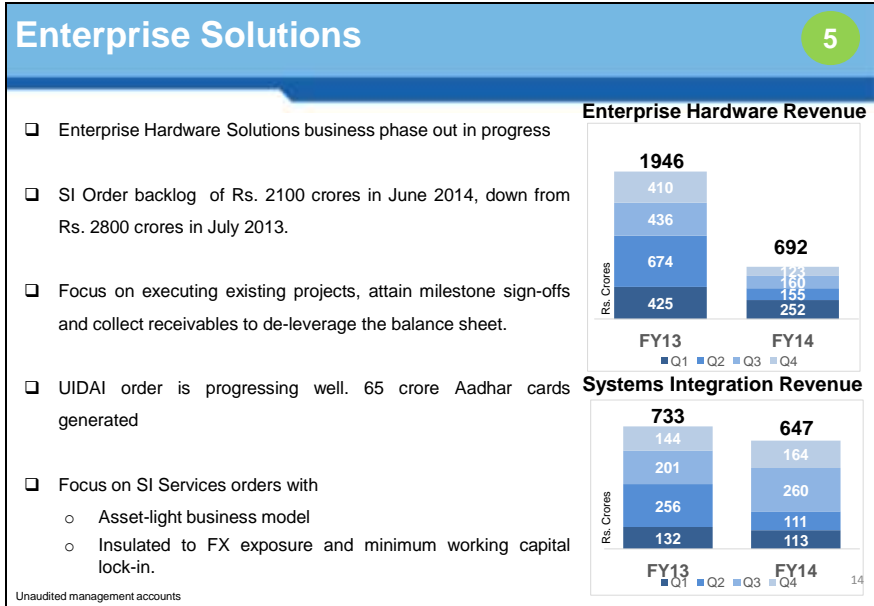 Enterprise Solutions
5
❑ Enterprise Hardware Solutions business phase out in progress
❑ SI Order backlog of Rs. 2100 crores in June 2014, down from
Rs. 2800 crores in July 2013.
❑ Focus on executing existing projects, attain milestone sign-offs
and collect receivables to de-leverage the balance sheet.
❑ UIDAI order is progressing well. 65 crore Aadhar cards
generated
❑ Focus on SI Services orders with
o Asset-light business model
o Insulated to FX exposure and minimum working capital
lock-in.
Unaudited management accounts
Enterprise Hardware Revenue
Rs. Crores
1946
410
436
674
425
692
123
160
155
252
FY13 FY14
Q1 Q2 Q3 Q4
Systems Integration Revenue
Rs. Crores
733
144
201
256
132
647
164
260
111
113
FY13 FY14
Q1 Q2 Q3 Q4
14